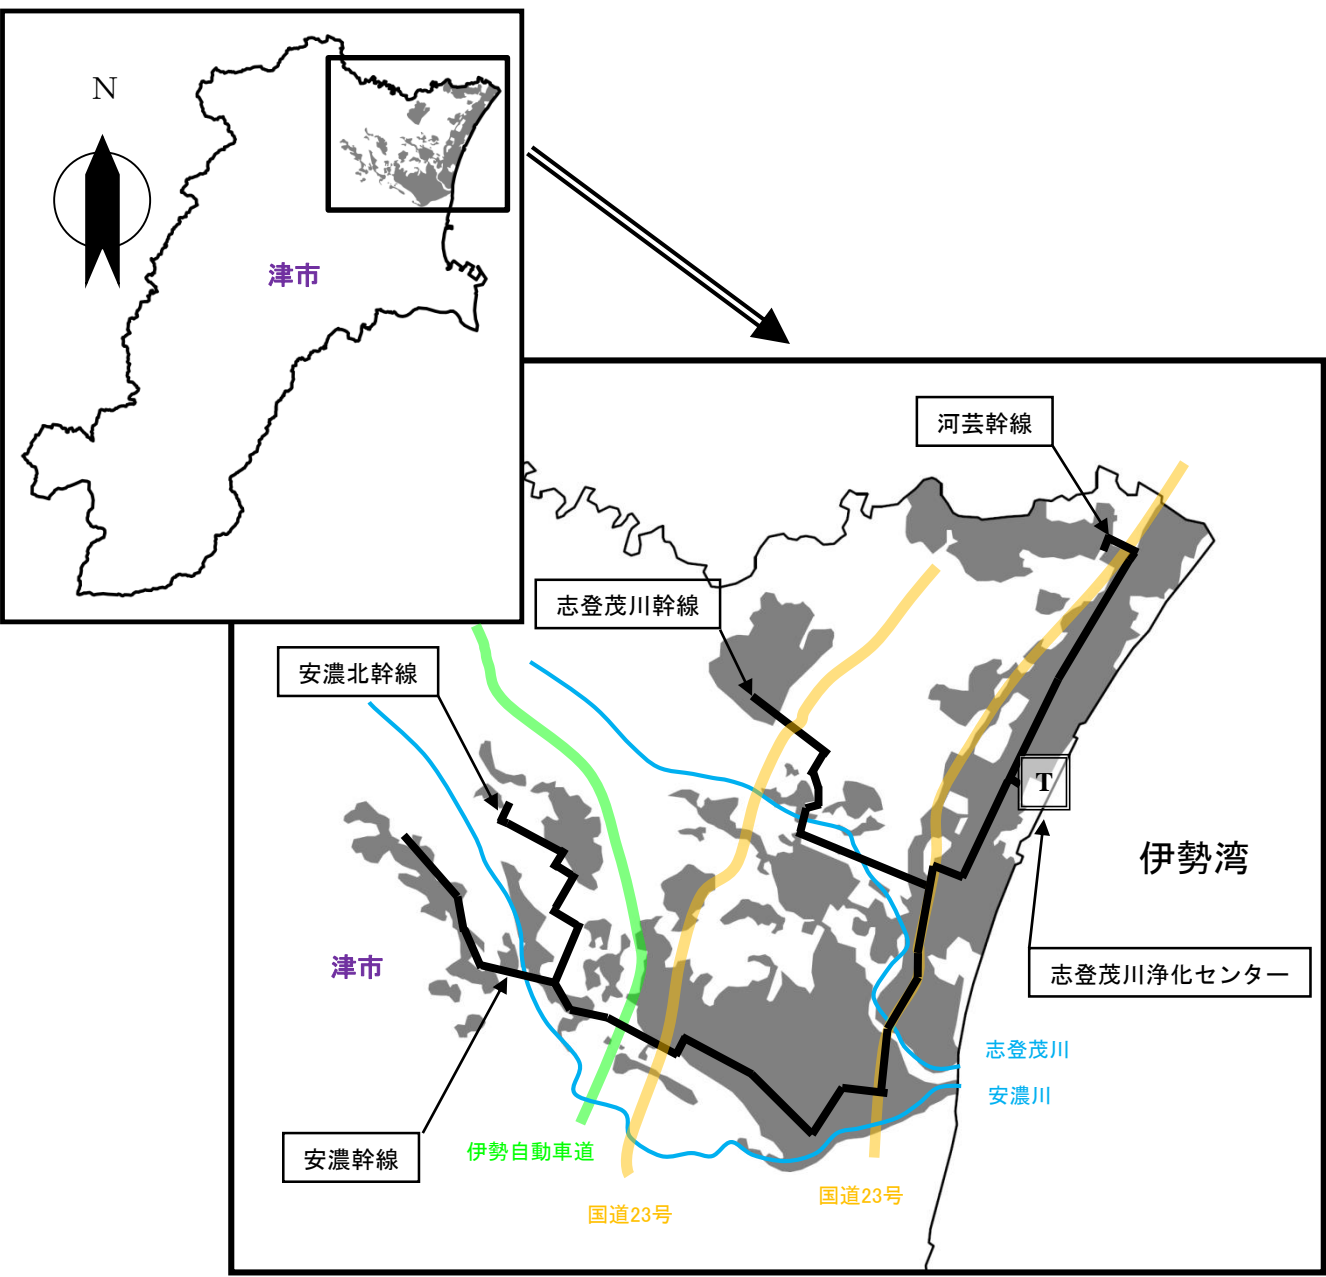 N
津市
河芸幹線
志登茂川幹線
安濃北幹線
T
伊勢湾
津市
志登茂川浄化センター
志登茂川
安濃川
伊勢自動車道
安濃幹線
国道23号
国道23号